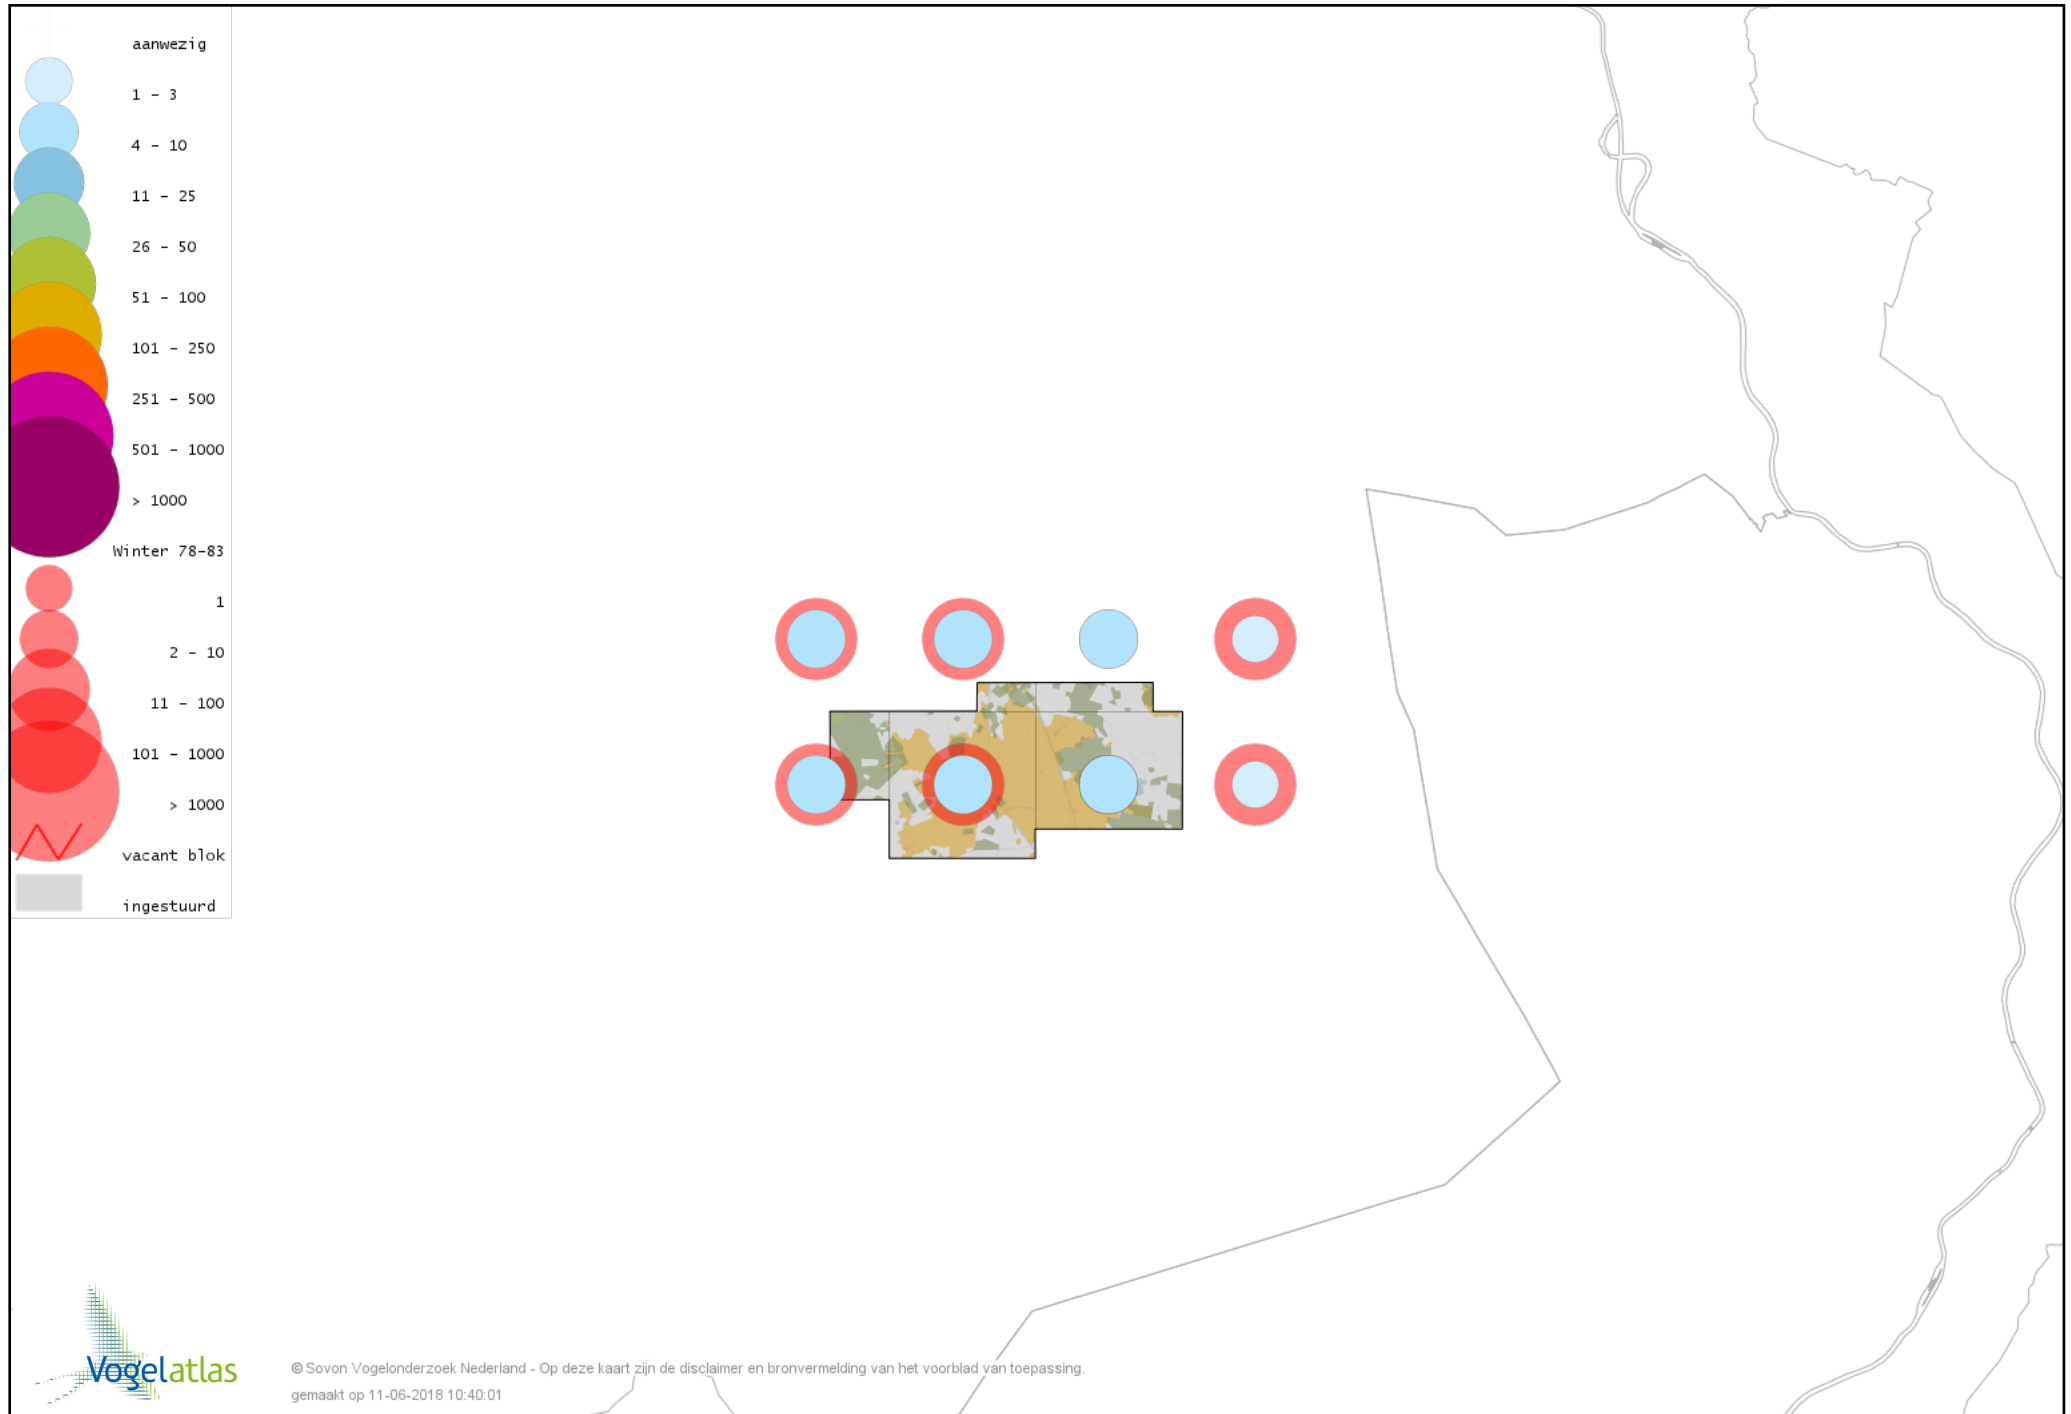 aanwezig
1 - 3
4 - 10
11 - 25
26 - 50
51 - 100
101 - 250
251 - 500
501 - 1000
> 1000
Winter 78-83
1
2 - 10
11 - 100
101 - 1000
> 1000
vacant blok
ingestuurd
Vogelatlas
© Sovon Vogelonderzoek Nederland - Op deze kaart zijn de disclaimer en bronvermelding van het voorblad van toepassing.
gemaakt op 11-06-2018 10:40:01